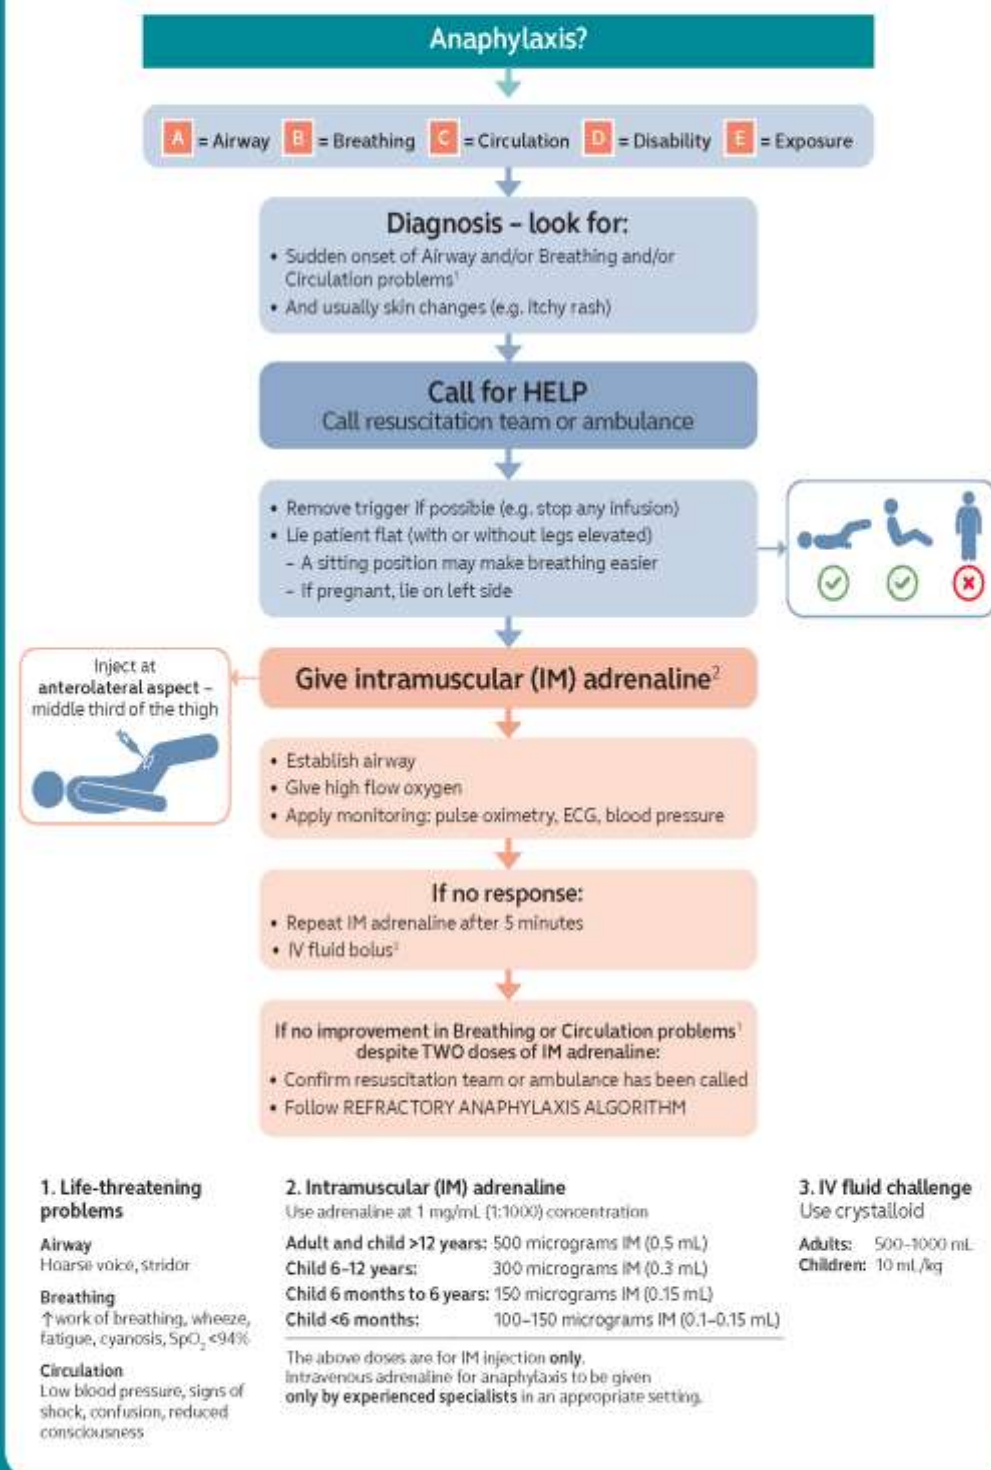 Anaphylaxis?
A = Airway B = Breathing C = Circulation D = Disability E = Exposure
Diagnosis – look for:
• Sudden onset of Airway and/or Breathing and/or
Circulation problems¹
• And usually skin changes (e.g. itchy rash)
Call for HELP
Call resuscitation team or ambulance
• Remove trigger if possible (e.g. stop any infusion)
• Lie patient flat (with or without legs elevated)
– A sitting position may make breathing easier
– If pregnant, lie on left side
Inject at
anterolateral aspect –
middle third of the thigh
Give intramuscular (IM) adrenaline²
• Establish airway
• Give high flow oxygen
• Apply monitoring: pulse oximetry, ECG, blood pressure
If no response:
• Repeat IM adrenaline after 5 minutes
• IV fluid bolus³
If no improvement in Breathing or Circulation problems¹
despite TWO doses of IM adrenaline:
• Confirm resuscitation team or ambulance has been called
• Follow REFRACTORY ANAPHYLAXIS ALGORITHM
1. Life-threatening
problems
Airway
Hoarse voice, stridor
Breathing
↑work of breathing, wheeze,
fatigue, cyanosis, SpO₂ <94%
Circulation
Low blood pressure, signs of
shock, confusion, reduced
consciousness
2. Intramuscular (IM) adrenaline
Use adrenaline at 1 mg/mL (1:1000) concentration
Adult and child >12 years: 500 micrograms IM (0.5 mL)
Child 6–12 years: 300 micrograms IM (0.3 mL)
Child 6 months to 6 years: 150 micrograms IM (0.15 mL)
Child <6 months: 100–150 micrograms IM (0.1–0.15 mL)
The above doses are for IM injection only.
Intravenous adrenaline for anaphylaxis to be given
only by experienced specialists in an appropriate setting.
3. IV fluid challenge
Use crystalloid
Adults: 500–1000 mL
Children: 10 mL/kg